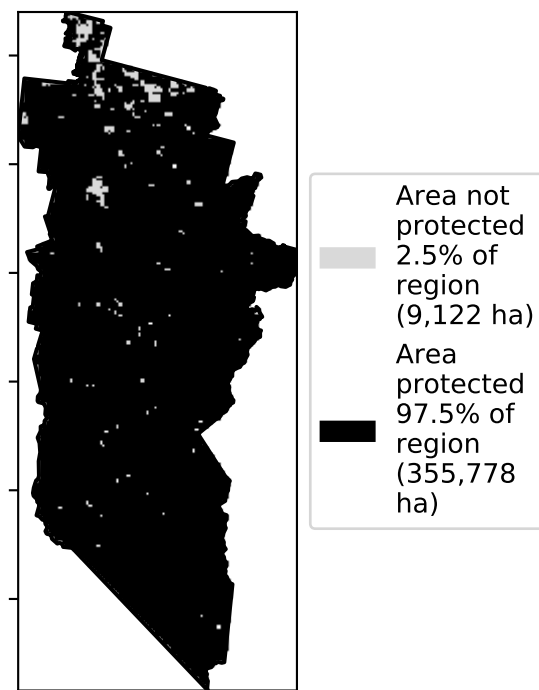 Area not
protected
2.5% of
region
(9,122 ha)
Area
protected
97.5% of
region
(355,778
ha)